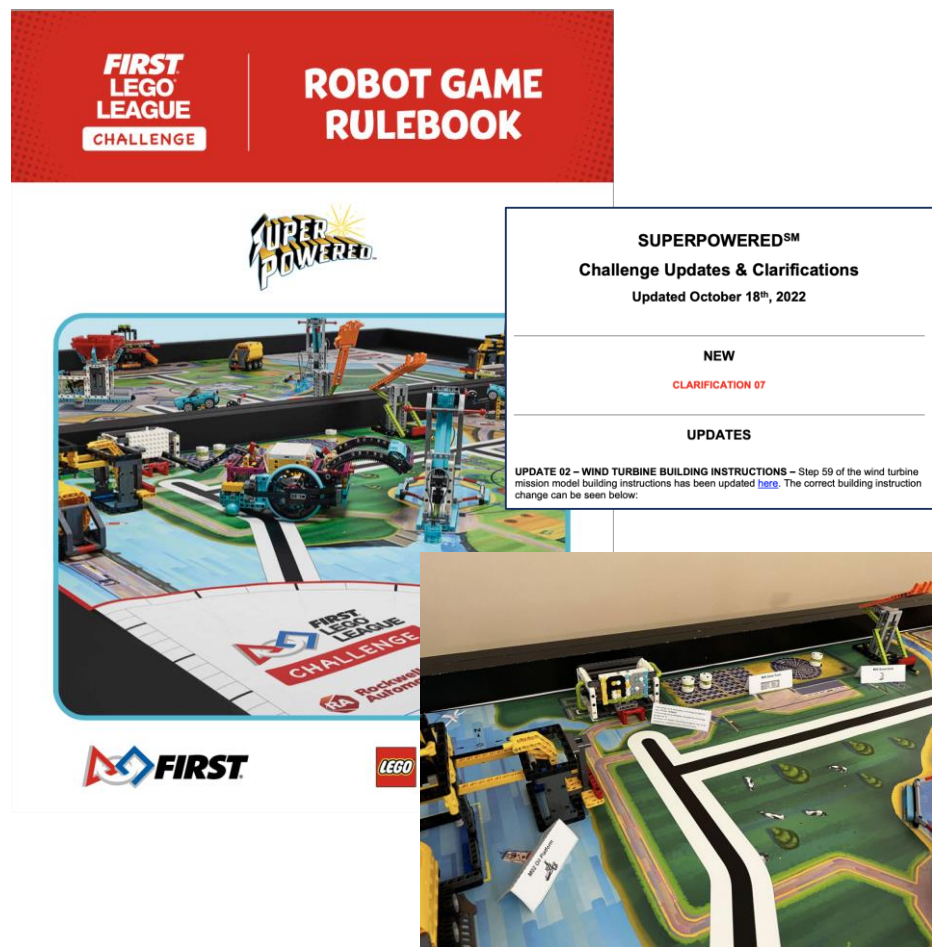 FIRST
LEGO
LEAGUE
CHALLENGE
ROBOT GAME
RULEBOOK
SUPER
POWERED
SUPERPOWEREDSM
Challenge Updates & Clarifications
Updated October 18th, 2022
NEW
CLARIFICATION 07
UPDATES
UPDATE 02 – WIND TURBINE BUILDING INSTRUCTIONS – Step 59 of the wind turbine
mission model building instructions has been updated here. The correct building instruction
change can be seen below:
FIRST
LEGO
LEAGUE
CHALLENGE
RA
Rockwell
Autom
FIRST
LEGO
M02 Oil Platform